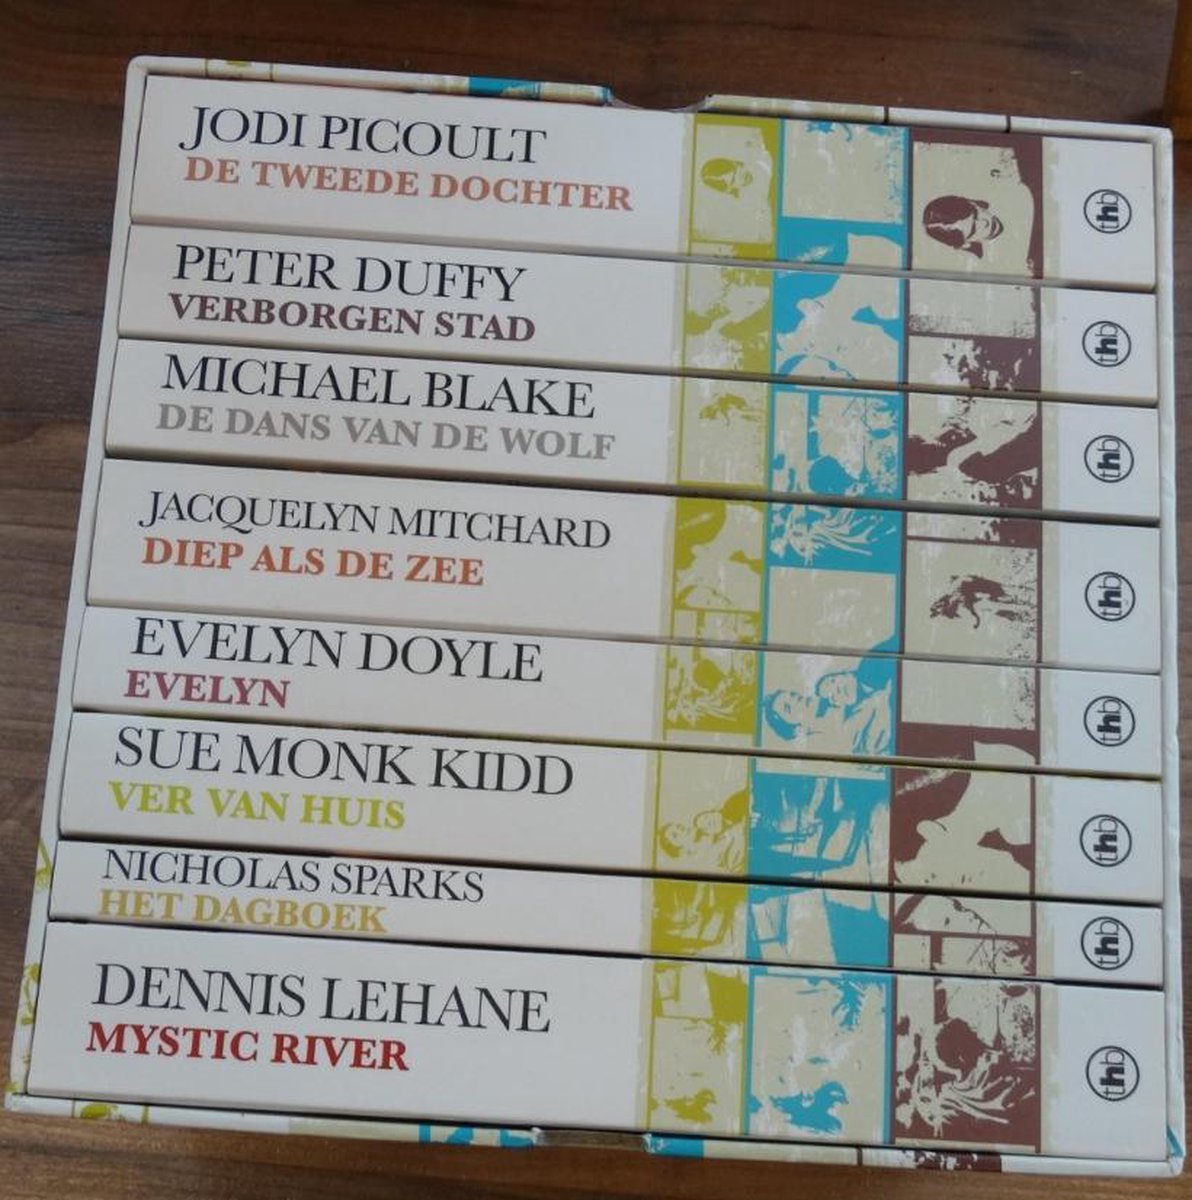 JODI PICOULT
DE TWEEDE DOCHTER
thb
PETER DUFFY
VERBORGEN STAD
thb
MICHAEL BLAKE
DE DANS VAN DE WOLF
thb
JACQUELYN MITCHARD
DIEP ALS DE ZEE
thb
EVELYN DOYLE
EVELYN
thb
SUE MONK KIDD
VER VAN HUIS
thb
NICHOLAS SPARKS
HET DAGBOEK
thb
DENNIS LEHANE
MYSTIC RIVER
thb